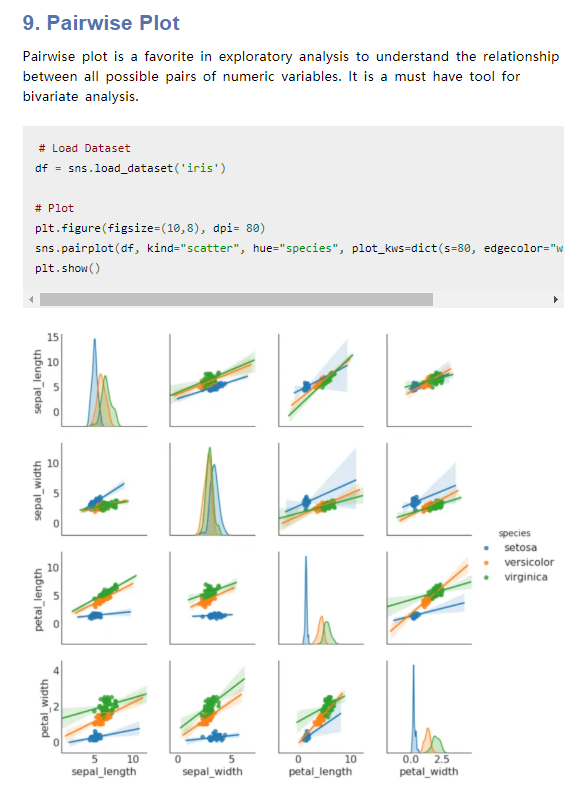 9. Pairwise Plot
Pairwise plot is a favorite in exploratory analysis to understand the relationship
between all possible pairs of numeric variables. It is a must have tool for
bivariate analysis.
# Load Dataset
df = sns.load_dataset('iris')
# Plot
plt.figure(figsize=(10,8), dpi= 80)
sns.pairplot(df, kind="scatter", hue="species", plot_kws=dict(s=80, edgecolor="w
plt.show()
sepal_length
15
10
5
0
sepal_width
10
5
0
petal_length
10
5
0
petal_width
4
2
0
5 10
0 5
0 10
0.0 2.5
sepal_length
sepal_width
petal_length
petal_width
species
setosa
versicolor
virginica